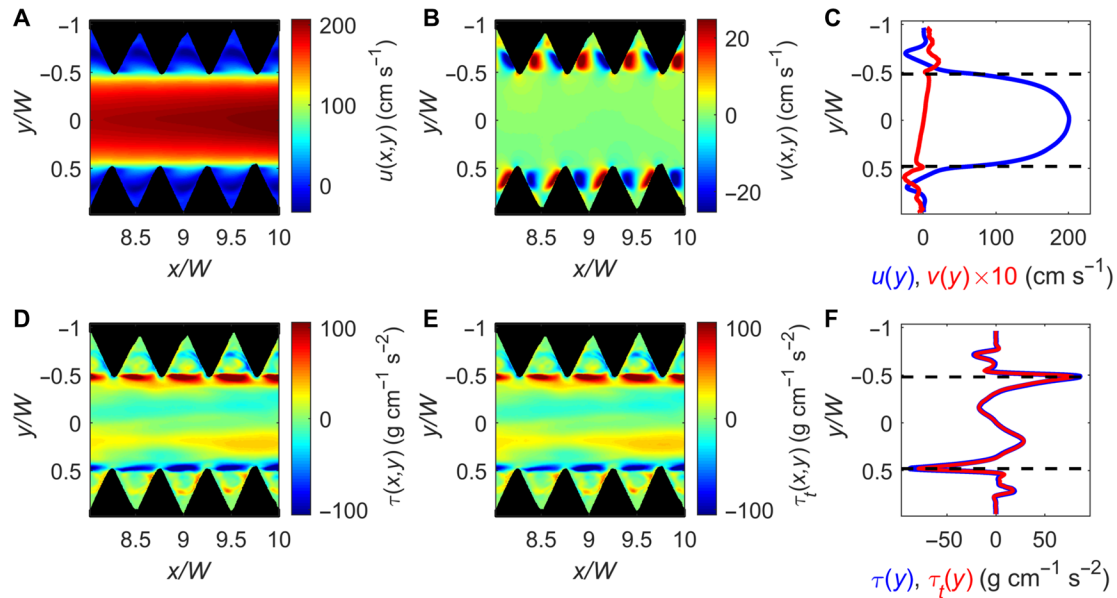 A
B
C
−1
−0.5
0
0.5
y/W
8.5 9 9.5 10
x/W
200
100
0
u(x,y) (cm s⁻¹)
−1
−0.5
0
0.5
y/W
8.5 9 9.5 10
x/W
20
0
−20
v(x,y) (cm s⁻¹)
−1
−0.5
0
0.5
y/W
0 100 200
u(y), v(y) ×10 (cm s⁻¹)
D
E
F
−1
−0.5
0
0.5
y/W
8.5 9 9.5 10
x/W
100
0
−100
τ(x,y) (g cm⁻¹ s⁻²)
−1
−0.5
0
0.5
y/W
8.5 9 9.5 10
x/W
100
0
−100
τₜ(x,y) (g cm⁻¹ s⁻²)
−1
−0.5
0
0.5
y/W
−50 0 50
τ(y), τₜ(y) (g cm⁻¹ s⁻²)